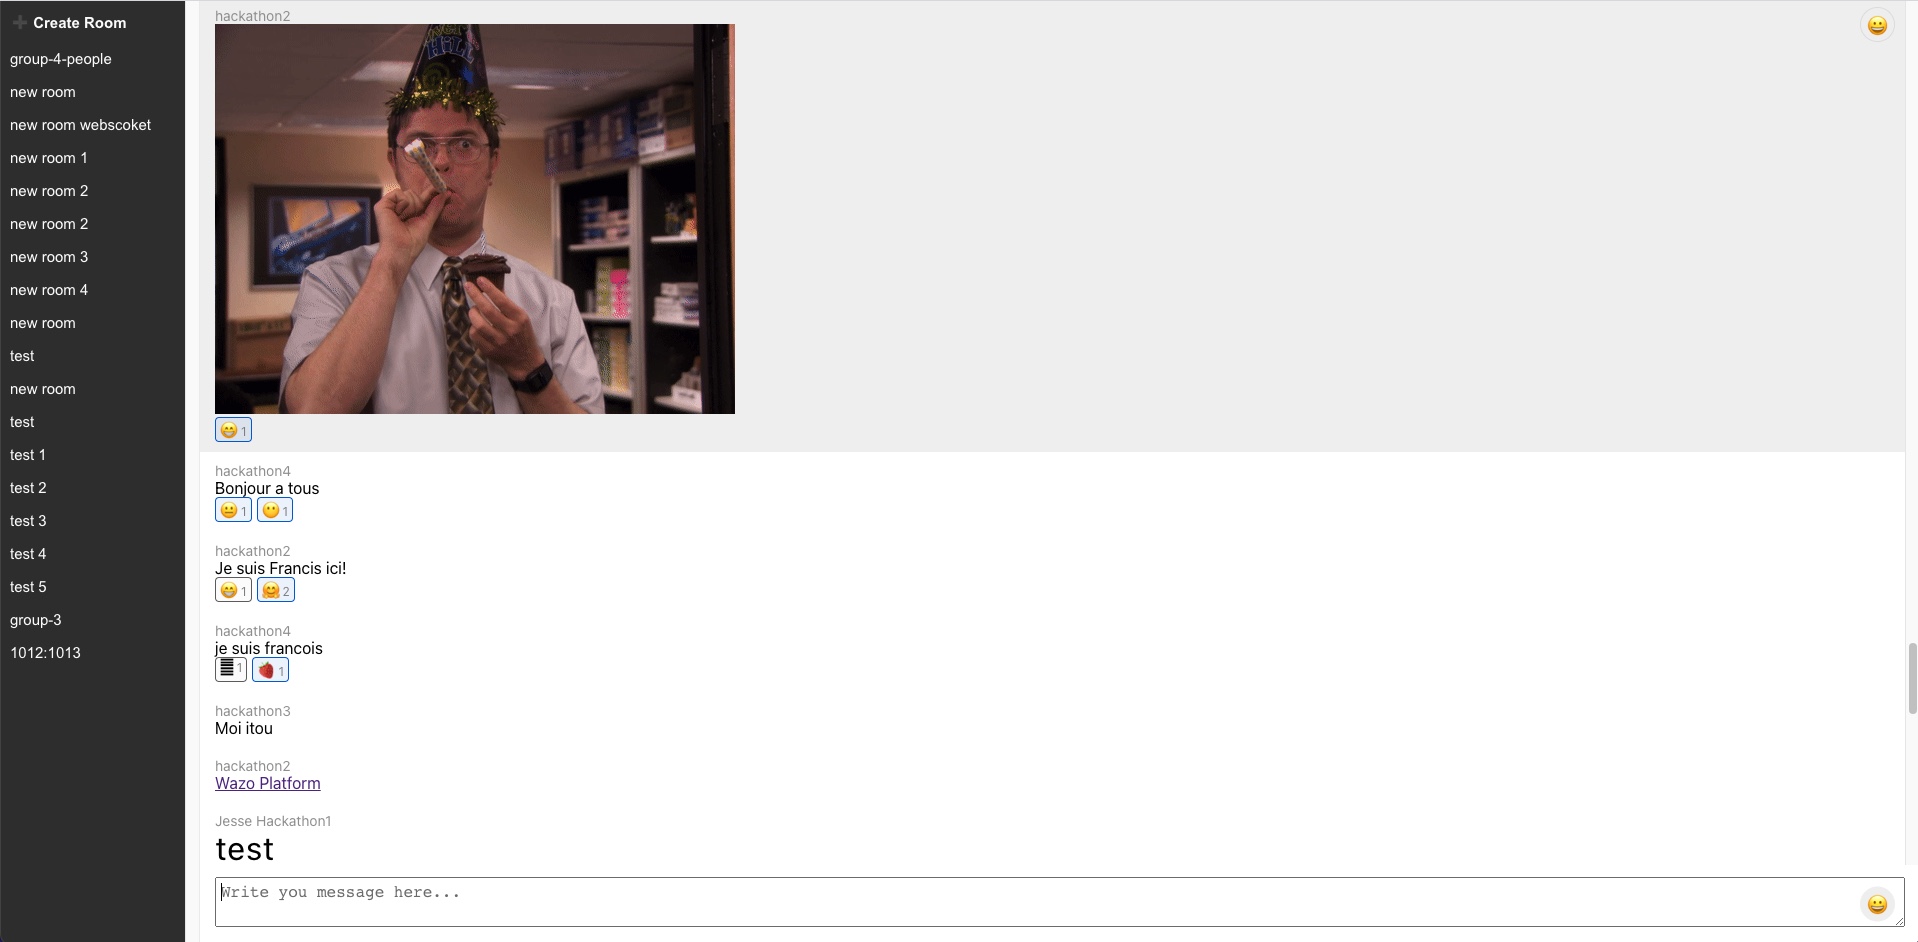 Create Room
group-4-people
new room
new room webscoket
new room 1
new room 2
new room 2
new room 3
new room 4
new room
test
new room
test
test 1
test 2
test 3
test 4
test 5
group-3
1012:1013
hackathon2
HiLL
1
hackathon4
Bonjour a tous
1 1
hackathon2
Je suis Francis ici!
1 2
hackathon4
je suis francois
1 1
hackathon3
Moi itou
hackathon2
Wazo Platform
Jesse Hackathon1
test
Write you message here...